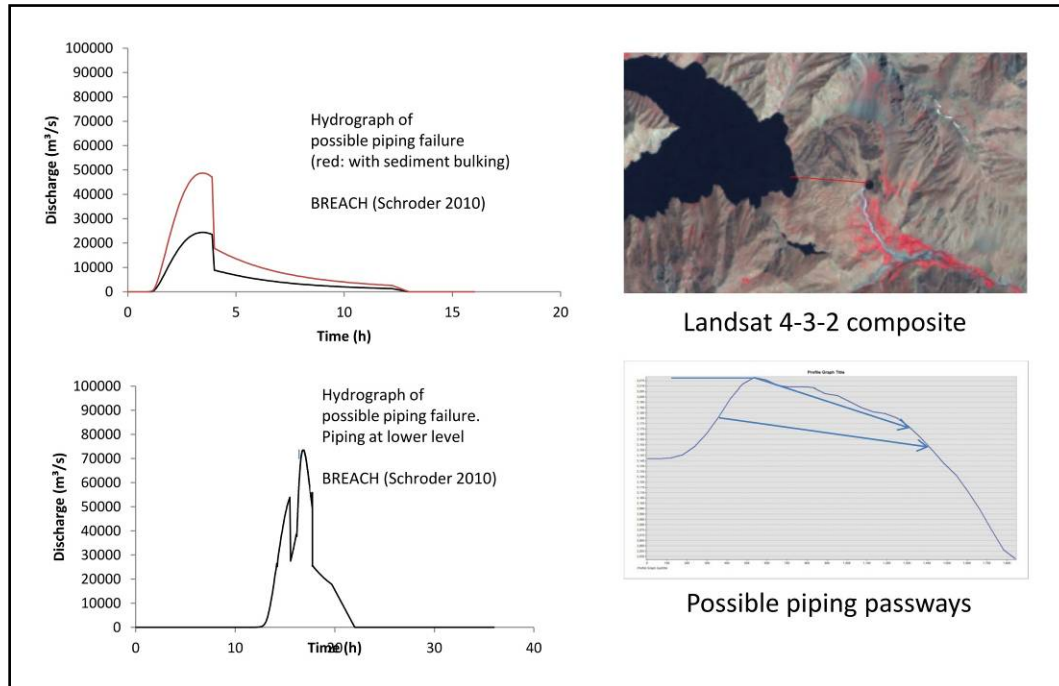 100000
90000
80000
70000
60000
50000
40000
30000
20000
10000
0
Discharge (m³/s)
0 5 10 15 20
Time (h)
Hydrograph of
possible piping failure
(red: with sediment bulking)
BREACH (Schroder 2010)
Landsat 4-3-2 composite
100000
90000
80000
70000
60000
50000
40000
30000
20000
10000
0
Discharge (m³/s)
0 10 20 30 40
Time (h)
Hydrograph of
possible piping failure.
Piping at lower level
BREACH (Schroder 2010)
Profile Graph Title
Possible piping passways